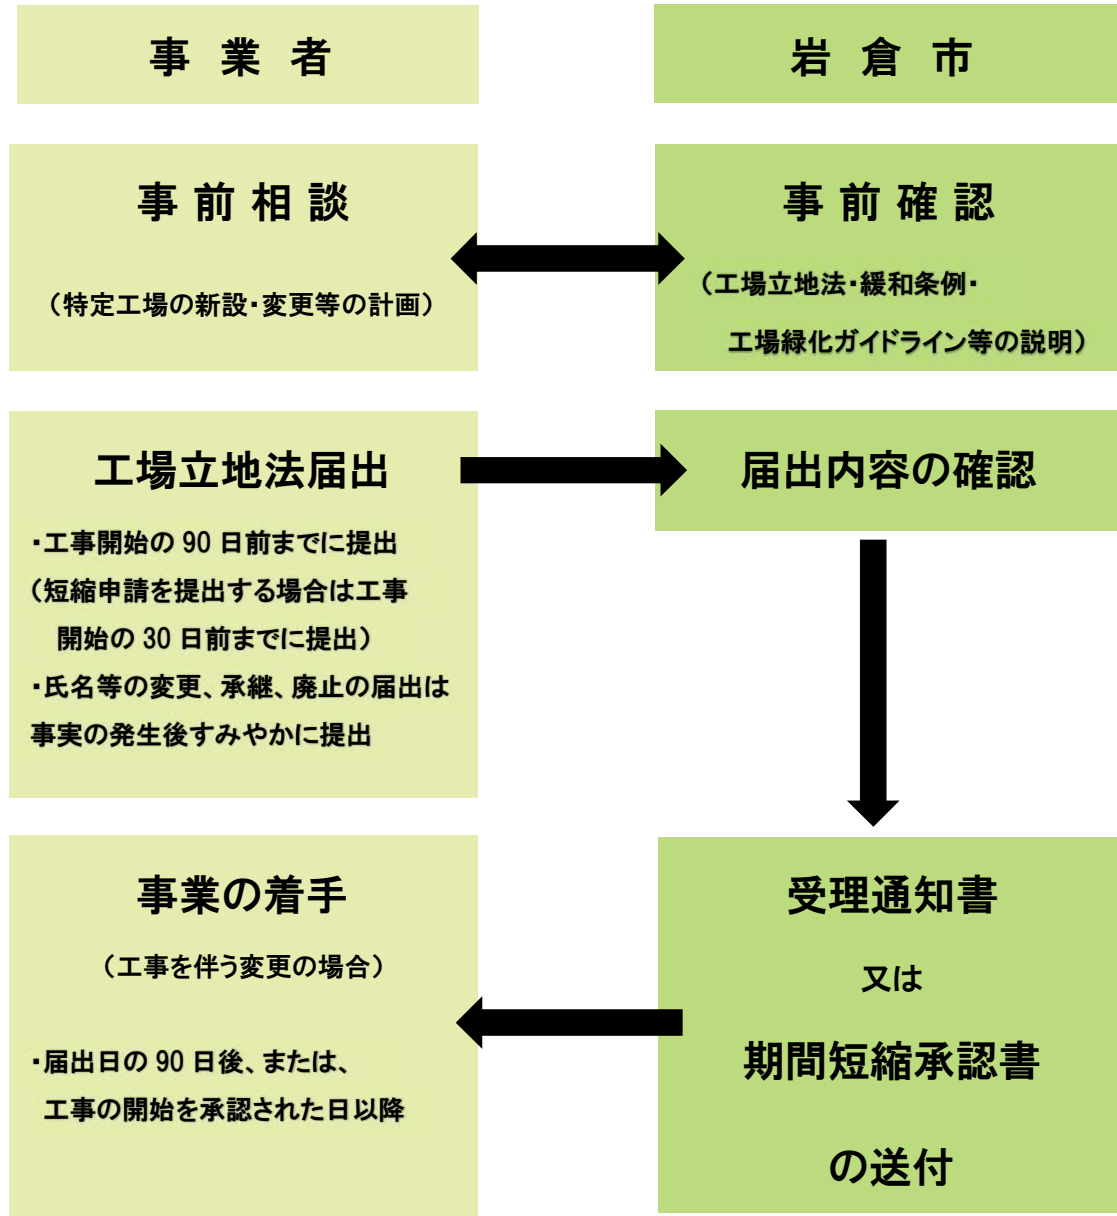 事業者
岩倉市
事前相談
（特定工場の新設・変更等の計画）
事前確認
（工場立地法・緩和条例・
工場緑化ガイドライン等の説明）
工場立地法届出
・工事開始の 90 日前までに提出
（短縮申請を提出する場合は工事
開始の 30 日前までに提出）
・氏名等の変更、承継、廃止の届出は
事実の発生後すみやかに提出
届出内容の確認
受理通知書
又は
期間短縮承認書
の送付
事業の着手
（工事を伴う変更の場合）
・届出日の 90 日後、または、
工事の開始を承認された日以降